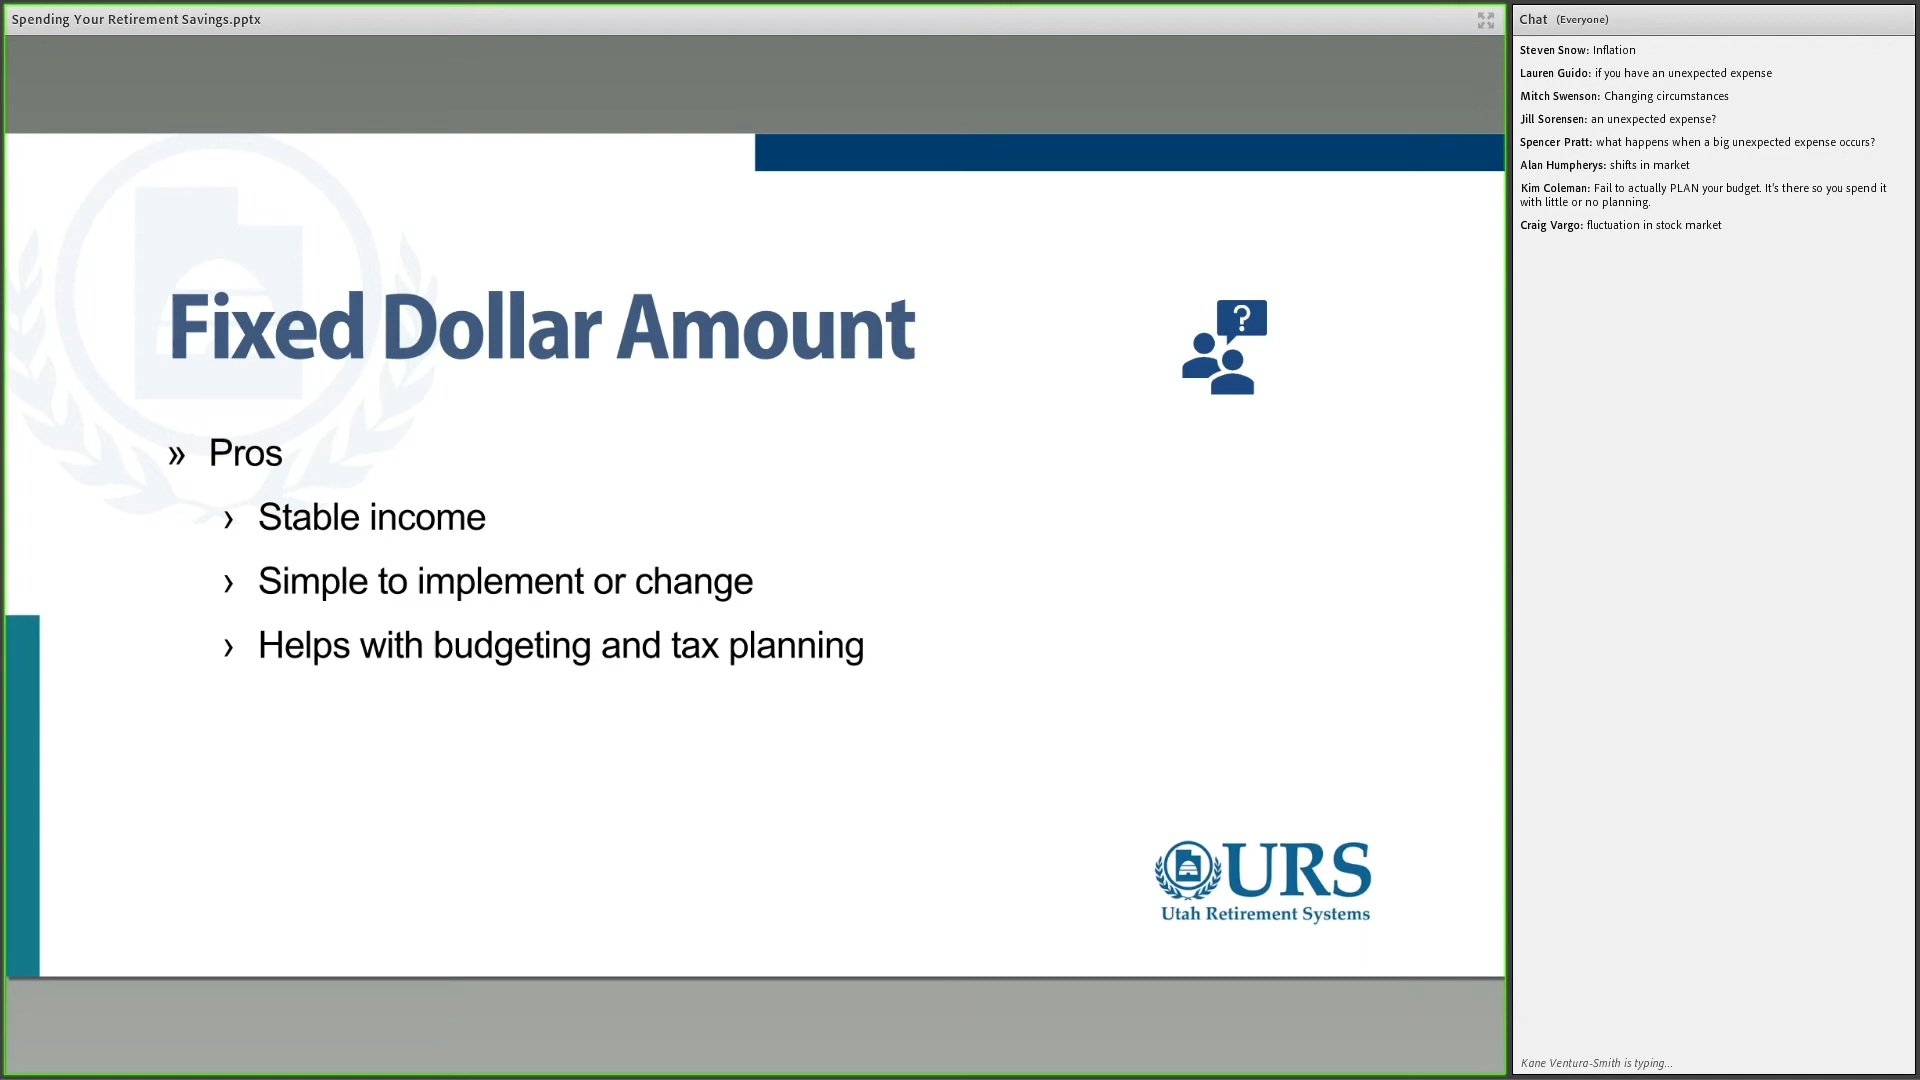 Spending Your Retirement Savings.pptx
Fixed Dollar Amount
?
» Pros
› Stable income
› Simple to implement or change
› Helps with budgeting and tax planning
URS
Utah Retirement Systems
Chat (Everyone)
Steven Snow: Inflation
Lauren Guido: if you have an unexpected expense
Mitch Swenson: Changing circumstances
Jill Sorensen: an unexpected expense?
Spencer Pratt: what happens when a big unexpected expense occurs?
Alan Humpherys: shifts in market
Kim Coleman: Fail to actually PLAN your budget. It's there so you spend it
with little or no planning.
Craig Vargo: fluctuation in stock market
Kane Ventura-Smith is typing...